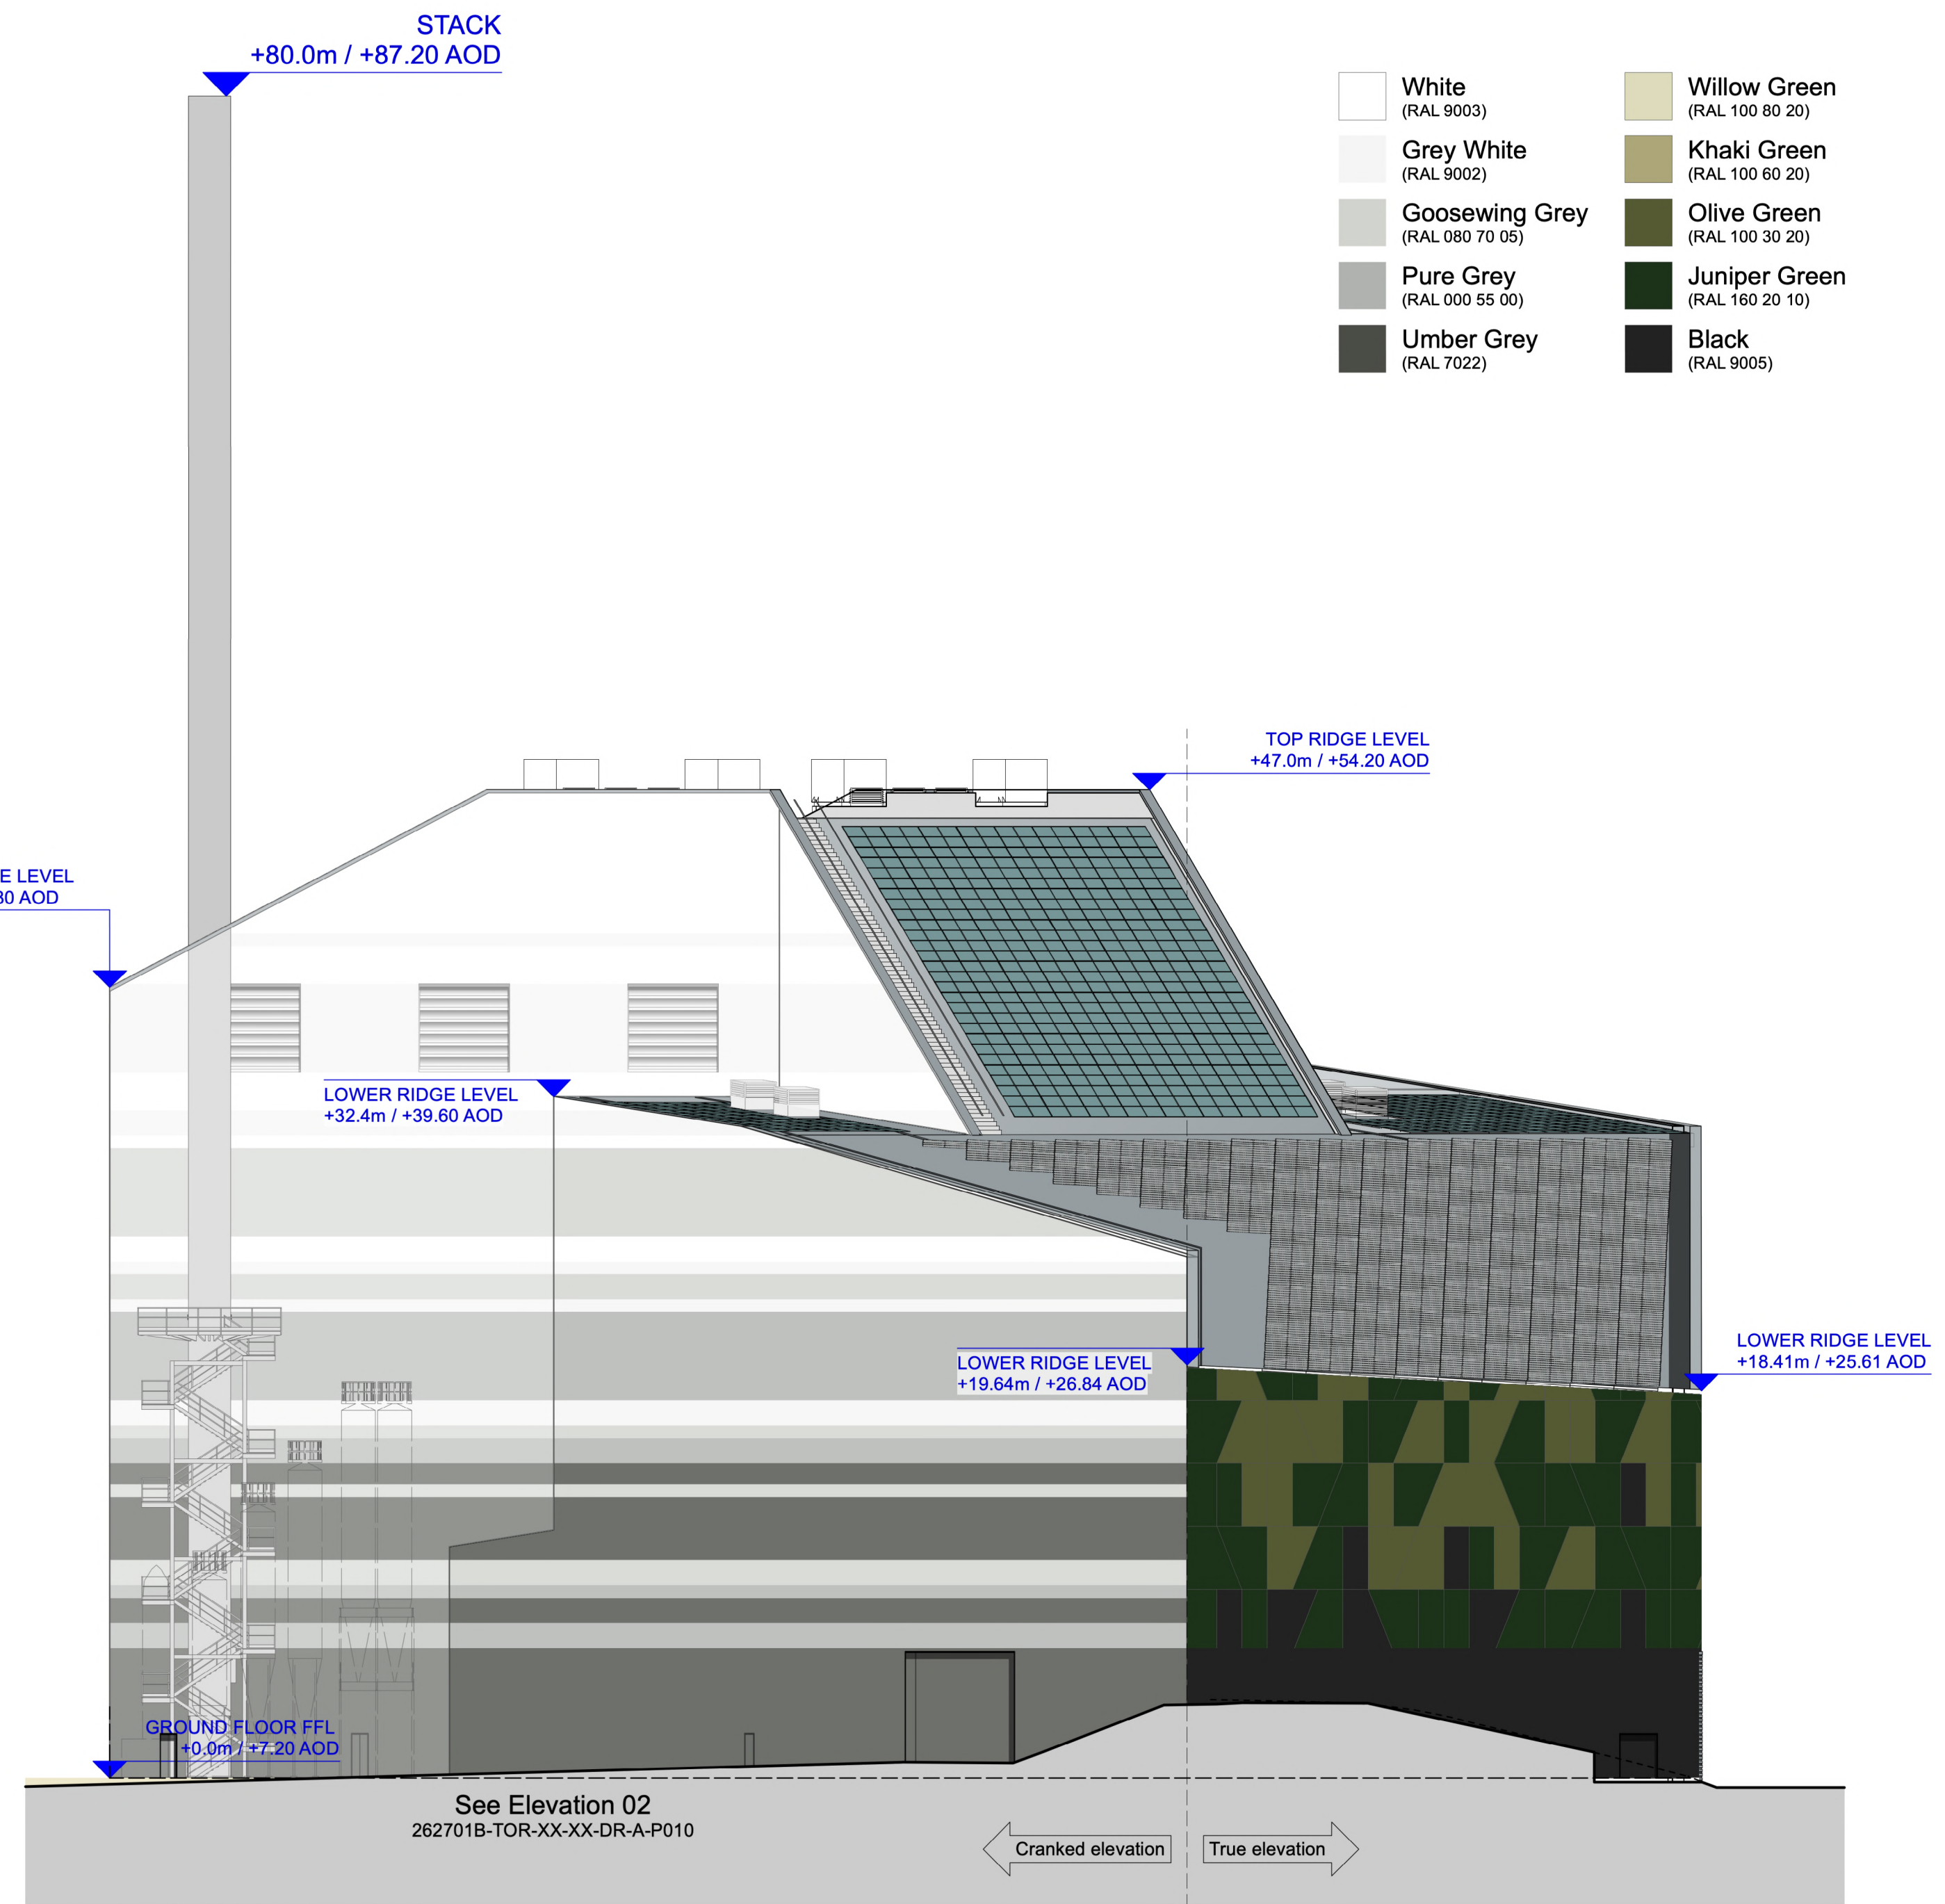 STACK
+80.0m / +87.20 AOD
White
(RAL 9003)
Grey White
(RAL 9002)
Goosewing Grey
(RAL 080 70 05)
Pure Grey
(RAL 000 55 00)
Umber Grey
(RAL 7022)
Willow Green
(RAL 100 80 20)
Khaki Green
(RAL 100 60 20)
Olive Green
(RAL 100 30 20)
Juniper Green
(RAL 160 20 10)
Black
(RAL 9005)
TOP RIDGE LEVEL
+47.0m / +54.20 AOD
E LEVEL
80 AOD
LOWER RIDGE LEVEL
+32.4m / +39.60 AOD
LOWER RIDGE LEVEL
+19.64m / +26.84 AOD
LOWER RIDGE LEVEL
+18.41m / +25.61 AOD
GROUND FLOOR FFL
+0.0m / +7.20 AOD
See Elevation 02
262701B-TOR-XX-XX-DR-A-P010
Cranked elevation
True elevation